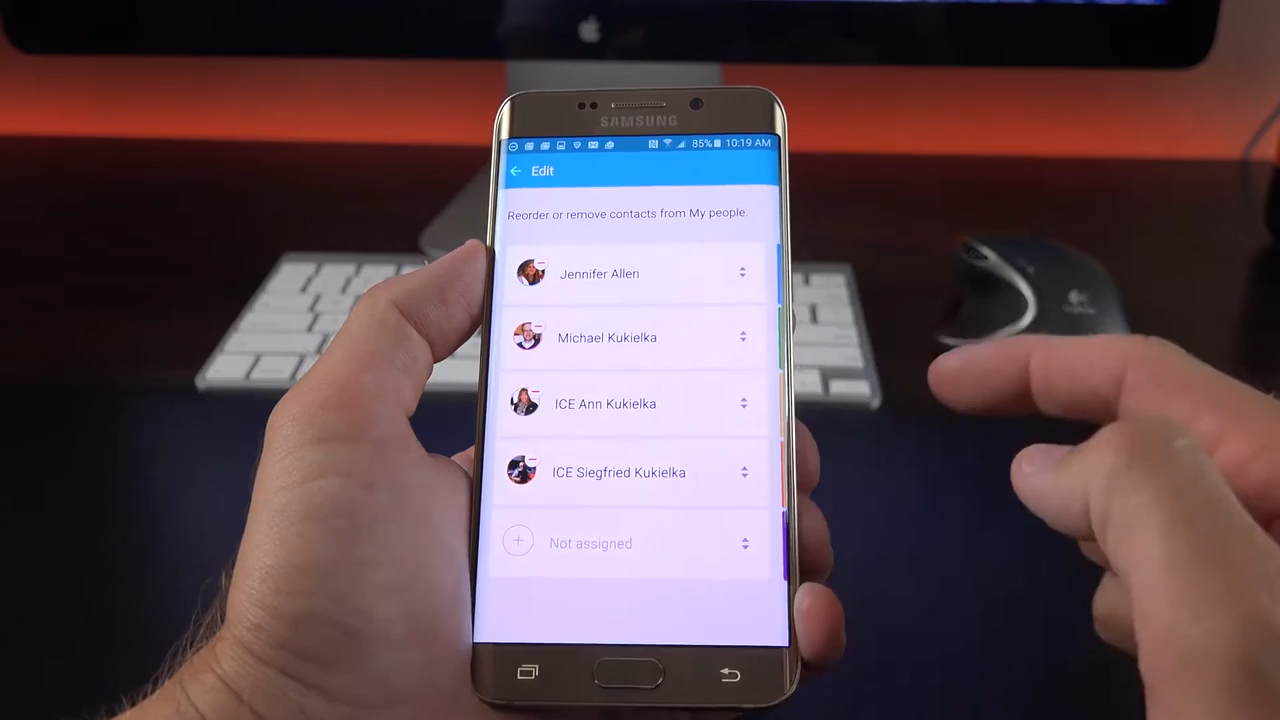 SAMSUNG
85% 10:19 AM
Edit
Reorder or remove contacts from My people.
Jennifer Allen
Michael Kukielka
ICE Ann Kukielka
ICE Siegfried Kukielka
Not assigned